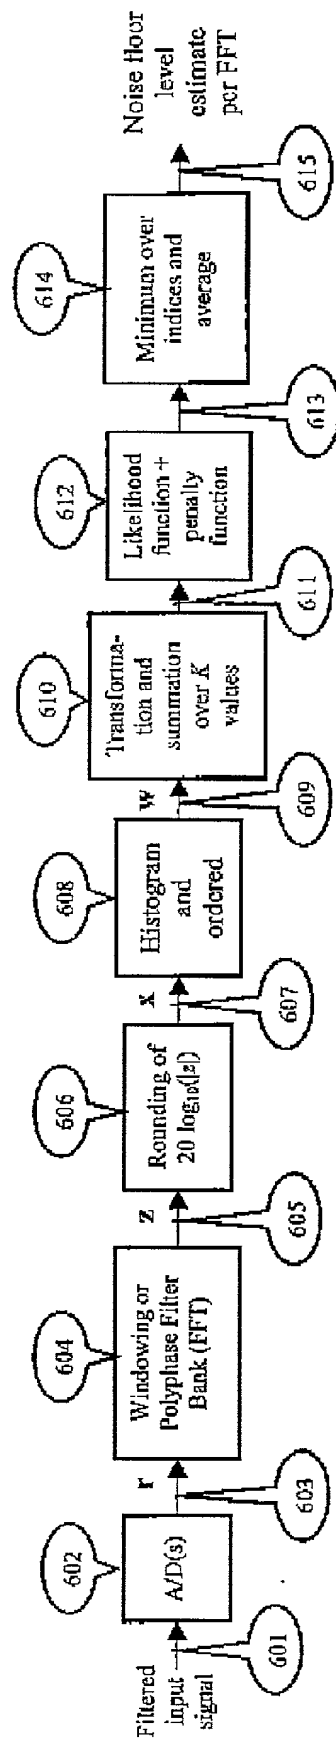 Filtered
input
signal
601
602
A/D(s)
r
603
604
Windowing or
Polyphase Filter
Bank (FFT)
z
605
606
Rounding of
20 log10(|z|)
x
607
608
Histogram
and
ordered
w
609
610
Transforma-
tion and
summation
over K
values
611
612
Likelihood
function +
penalty
function
613
614
Minimum over
indices and
average
615
Noise floor
level
estimate
per FFT